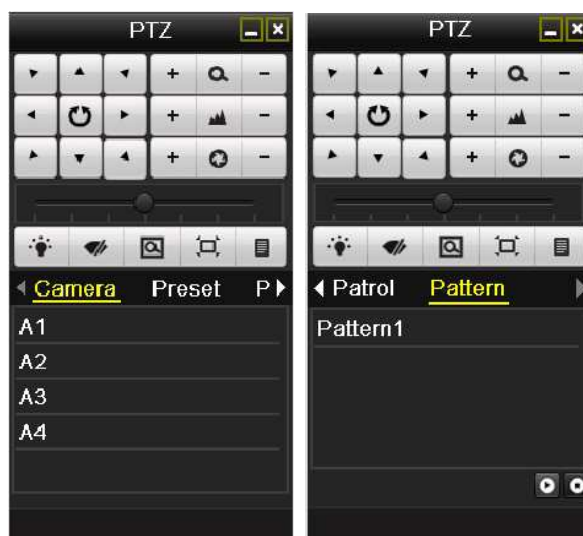 PTZ
+ -
+ -
+ -
Camera Preset P
A1
A2
A3
A4
PTZ
+ -
+ -
+ -
Patrol Pattern
Pattern1